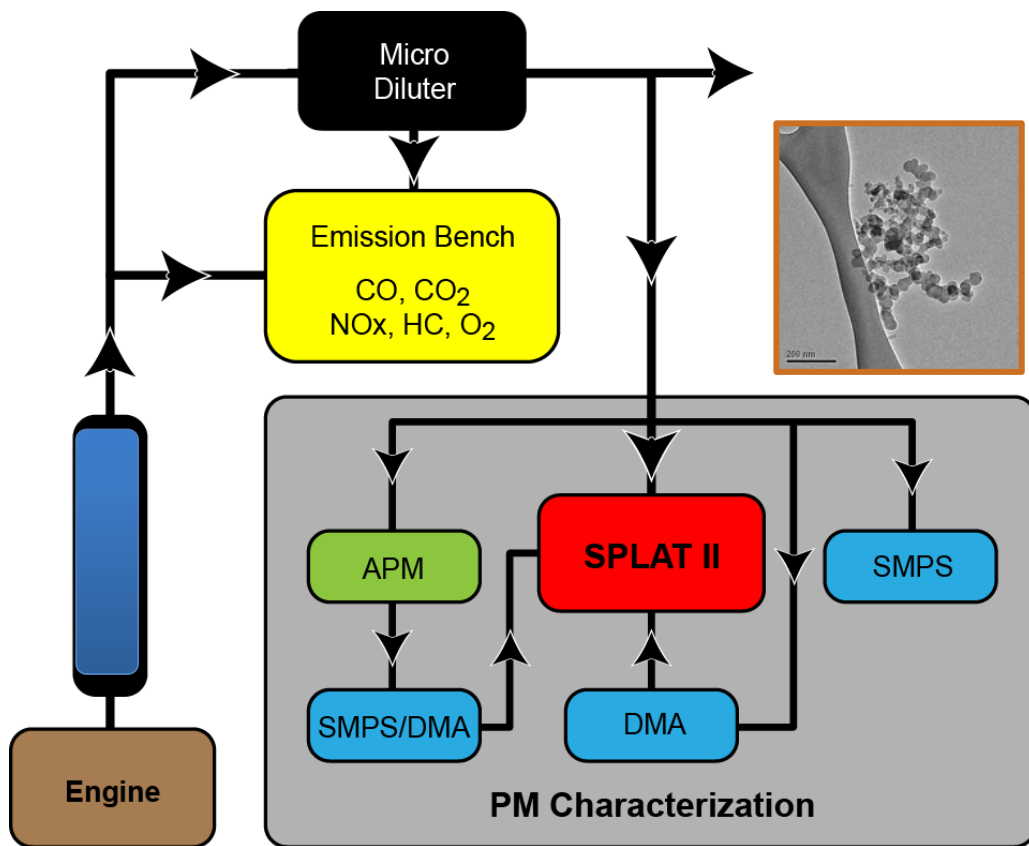 Micro
Diluter
Emission Bench
CO, CO2
NOx, HC, O2
200 nm
APM
SPLAT II
SMPS
SMPS/DMA
DMA
Engine
PM Characterization